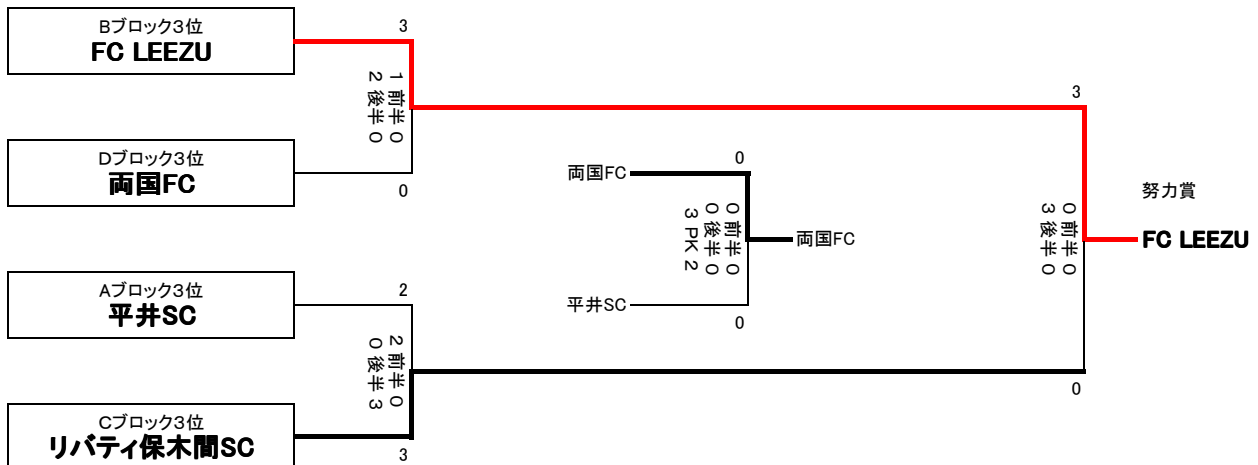 Bブロック3位
FC LEEZU
3
1 前半 0
2 後半 0
Dブロック3位
両国FC
0
Aブロック3位
平井SC
2
2 前半 0
0 後半 3
Cブロック3位
リバティ保木間SC
3
両国FC
0
0 前半 0
0 後半 0
3 PK 2
両国FC
平井SC
0
3
0 前半 0
3 後半 0
0
努力賞
FC LEEZU